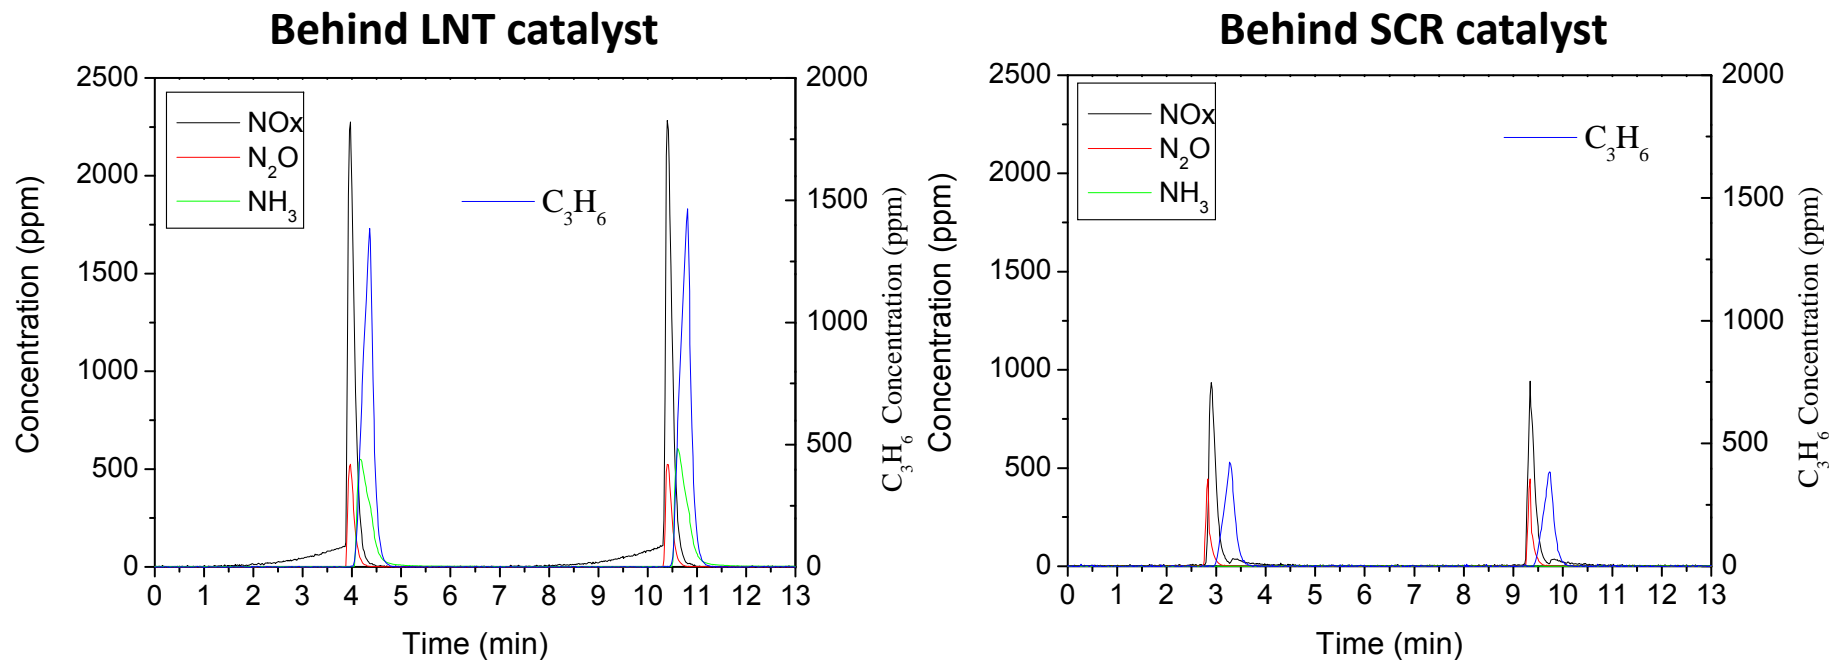 Behind LNT catalyst
2500
2000
1500
1000
500
0
Concentration (ppm)
NOx
N₂O
NH₃
C₃H₆
2000
1500
1000
500
0
C₃H₆ Concentration (ppm)
0 1 2 3 4 5 6 7 8 9 10 11 12 13
Time (min)
Behind SCR catalyst
2500
2000
1500
1000
500
0
Concentration (ppm)
NOx
N₂O
NH₃
C₃H₆
2000
1500
1000
500
0
C₃H₆ Concentration (ppm)
0 1 2 3 4 5 6 7 8 9 10 11 12 13
Time (min)